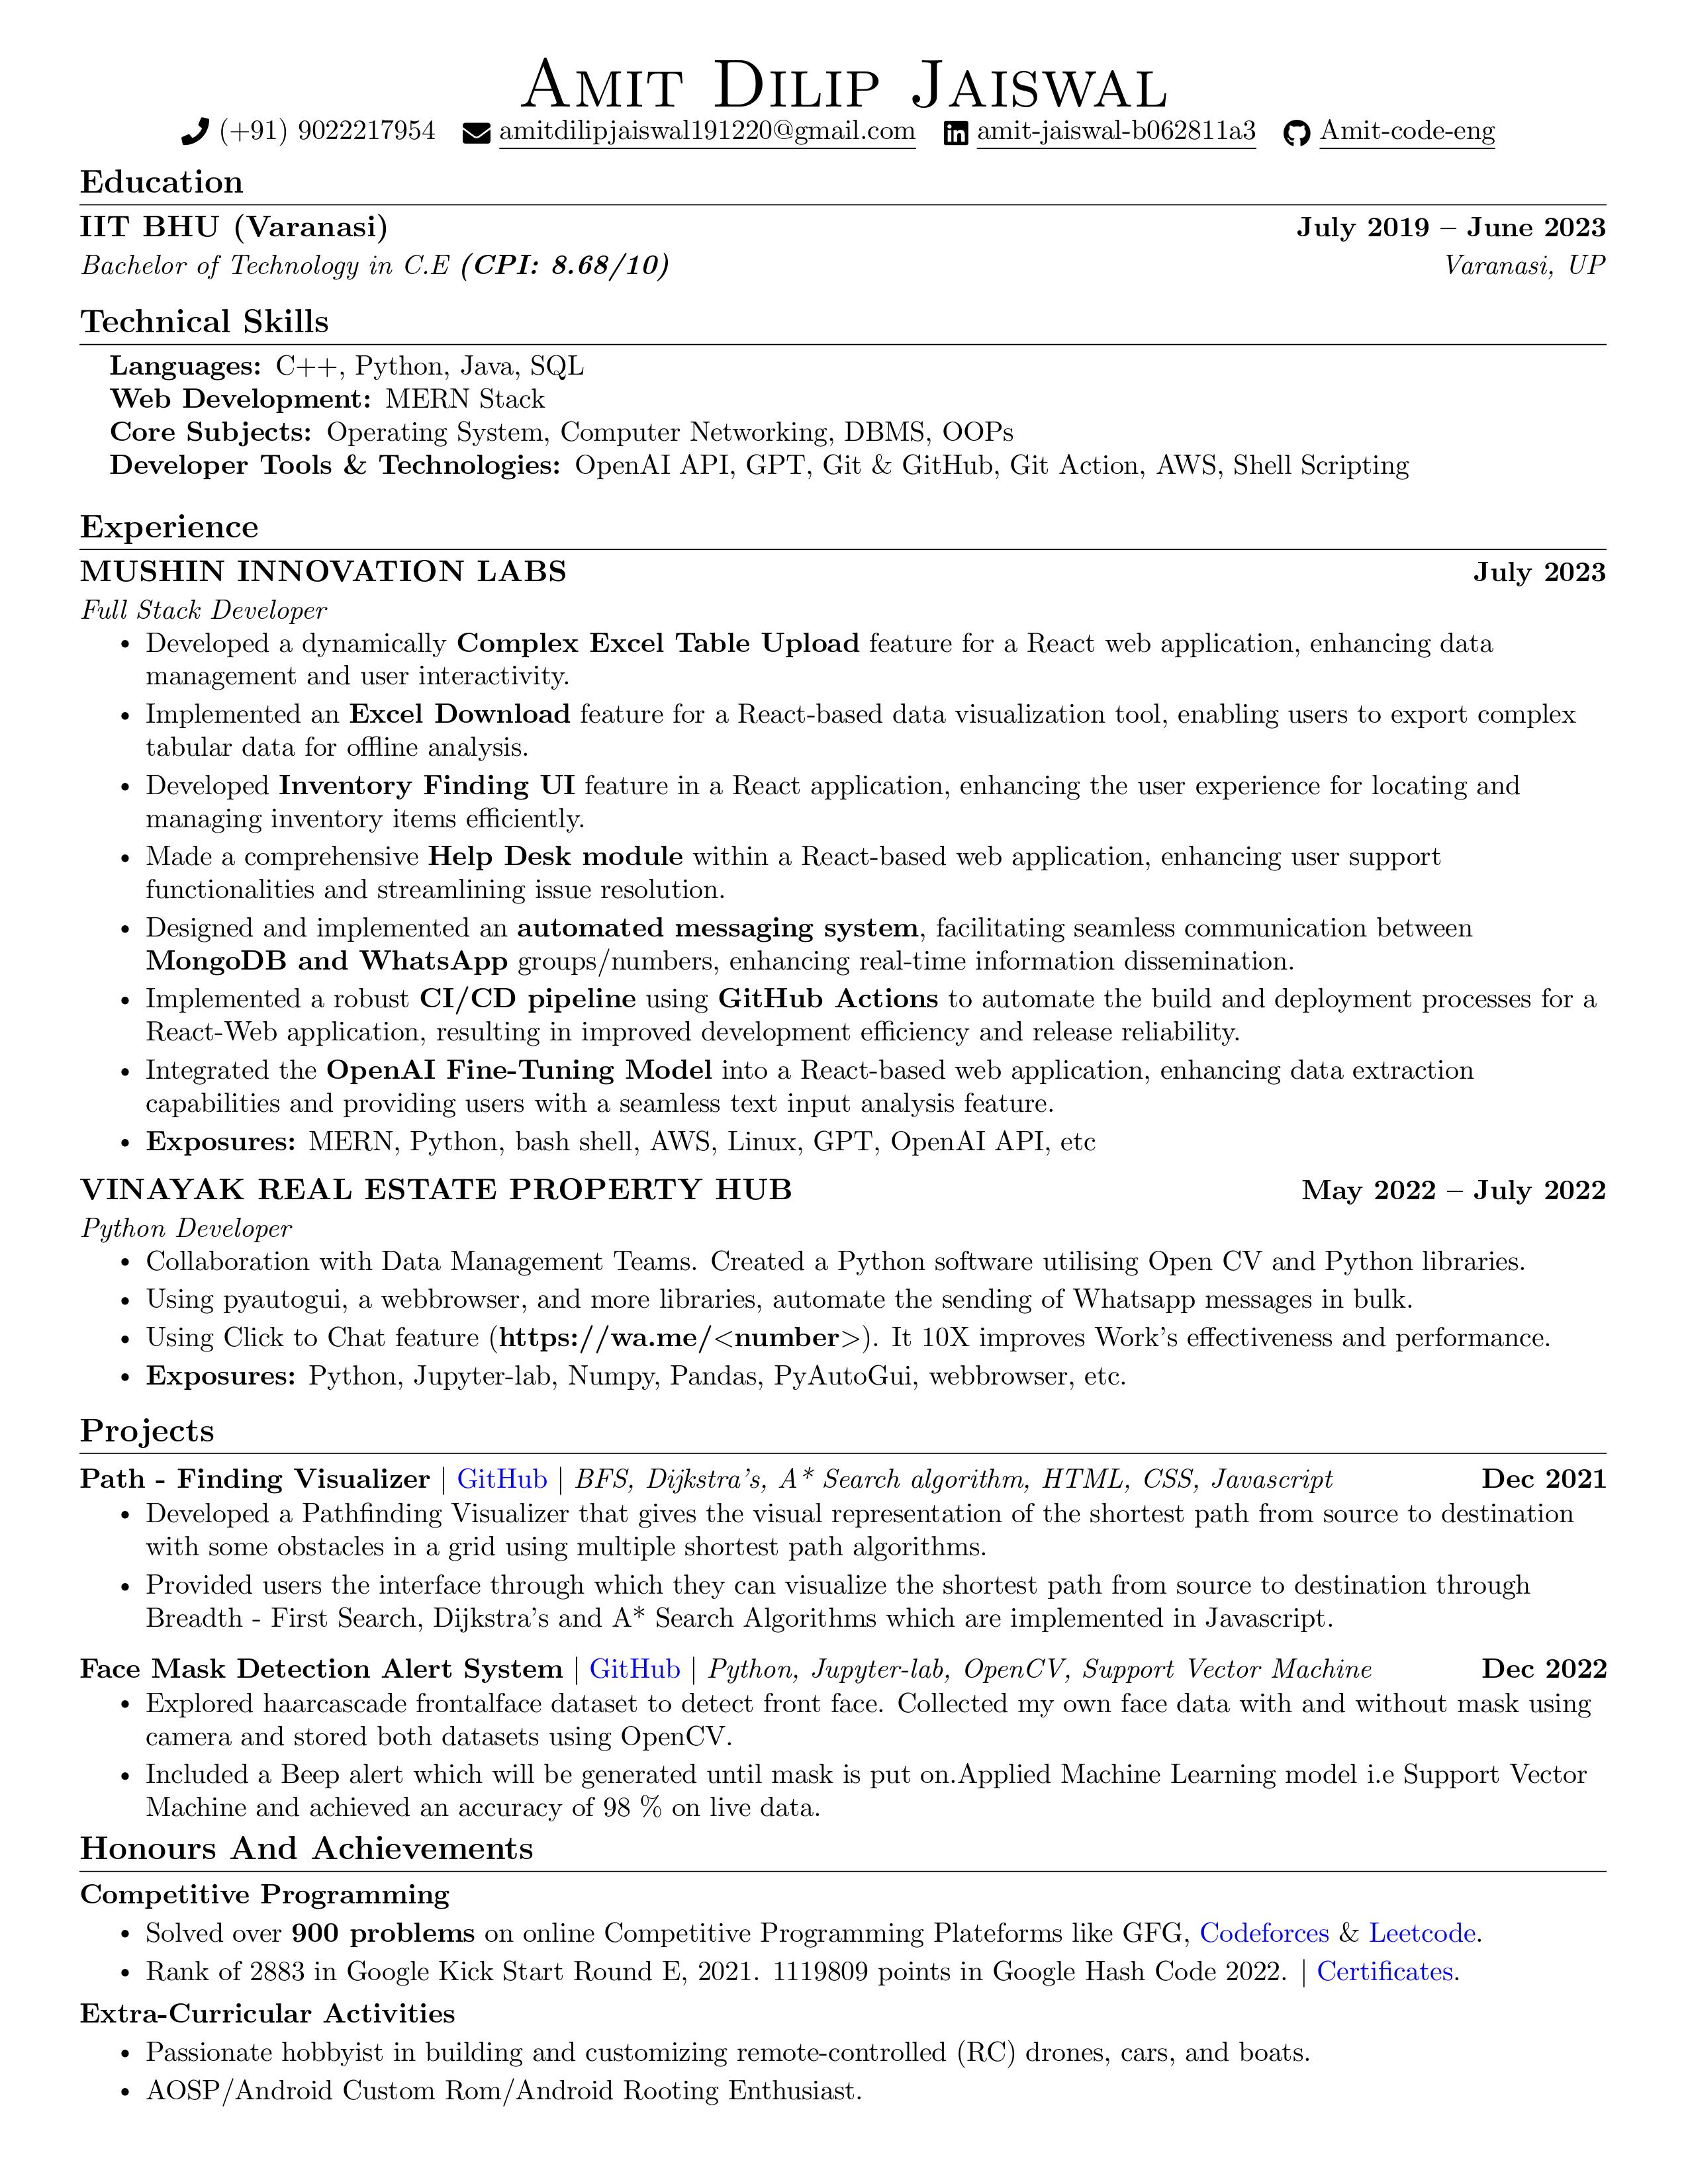 Amit Dilip Jaiswal
(+91) 9022217954 amitdilipjaiswal191220@gmail.com amit-jaiswal-b062811a3 Amit-code-eng
Education
IIT BHU (Varanasi) July 2019 – June 2023
Bachelor of Technology in C.E (CPI: 8.68/10) Varanasi, UP
Technical Skills
Languages: C++, Python, Java, SQL
Web Development: MERN Stack
Core Subjects: Operating System, Computer Networking, DBMS, OOPs
Developer Tools & Technologies: OpenAI API, GPT, Git & GitHub, Git Action, AWS, Shell Scripting
Experience
MUSHIN INNOVATION LABS July 2023
Full Stack Developer
• Developed a dynamically Complex Excel Table Upload feature for a React web application, enhancing data
management and user interactivity.
• Implemented an Excel Download feature for a React-based data visualization tool, enabling users to export complex
tabular data for offline analysis.
• Developed Inventory Finding UI feature in a React application, enhancing the user experience for locating and
managing inventory items efficiently.
• Made a comprehensive Help Desk module within a React-based web application, enhancing user support
functionalities and streamlining issue resolution.
• Designed and implemented an automated messaging system, facilitating seamless communication between
MongoDB and WhatsApp groups/numbers, enhancing real-time information dissemination.
• Implemented a robust CI/CD pipeline using GitHub Actions to automate the build and deployment processes for a
React-Web application, resulting in improved development efficiency and release reliability.
• Integrated the OpenAI Fine-Tuning Model into a React-based web application, enhancing data extraction
capabilities and providing users with a seamless text input analysis feature.
• Exposures: MERN, Python, bash shell, AWS, Linux, GPT, OpenAI API, etc
VINAYAK REAL ESTATE PROPERTY HUB May 2022 – July 2022
Python Developer
• Collaboration with Data Management Teams. Created a Python software utilising Open CV and Python libraries.
• Using pyautogui, a webbrowser, and more libraries, automate the sending of Whatsapp messages in bulk.
• Using Click to Chat feature (https://wa.me/<number>). It 10X improves Work's effectiveness and performance.
• Exposures: Python, Jupyter-lab, Numpy, Pandas, PyAutoGui, webbrowser, etc.
Projects
Path - Finding Visualizer | GitHub | BFS, Dijkstra's, A* Search algorithm, HTML, CSS, Javascript Dec 2021
• Developed a Pathfinding Visualizer that gives the visual representation of the shortest path from source to destination
with some obstacles in a grid using multiple shortest path algorithms.
• Provided users the interface through which they can visualize the shortest path from source to destination through
Breadth - First Search, Dijkstra's and A* Search Algorithms which are implemented in Javascript.
Face Mask Detection Alert System | GitHub | Python, Jupyter-lab, OpenCV, Support Vector Machine Dec 2022
• Explored haarcascade frontalface dataset to detect front face. Collected my own face data with and without mask using
camera and stored both datasets using OpenCV.
• Included a Beep alert which will be generated until mask is put on.Applied Machine Learning model i.e Support Vector
Machine and achieved an accuracy of 98 % on live data.
Honours And Achievements
Competitive Programming
• Solved over 900 problems on online Competitive Programming Plateforms like GFG, Codeforces & Leetcode.
• Rank of 2883 in Google Kick Start Round E, 2021. 1119809 points in Google Hash Code 2022. | Certificates.
Extra-Curricular Activities
• Passionate hobbyist in building and customizing remote-controlled (RC) drones, cars, and boats.
• AOSP/Android Custom Rom/Android Rooting Enthusiast.